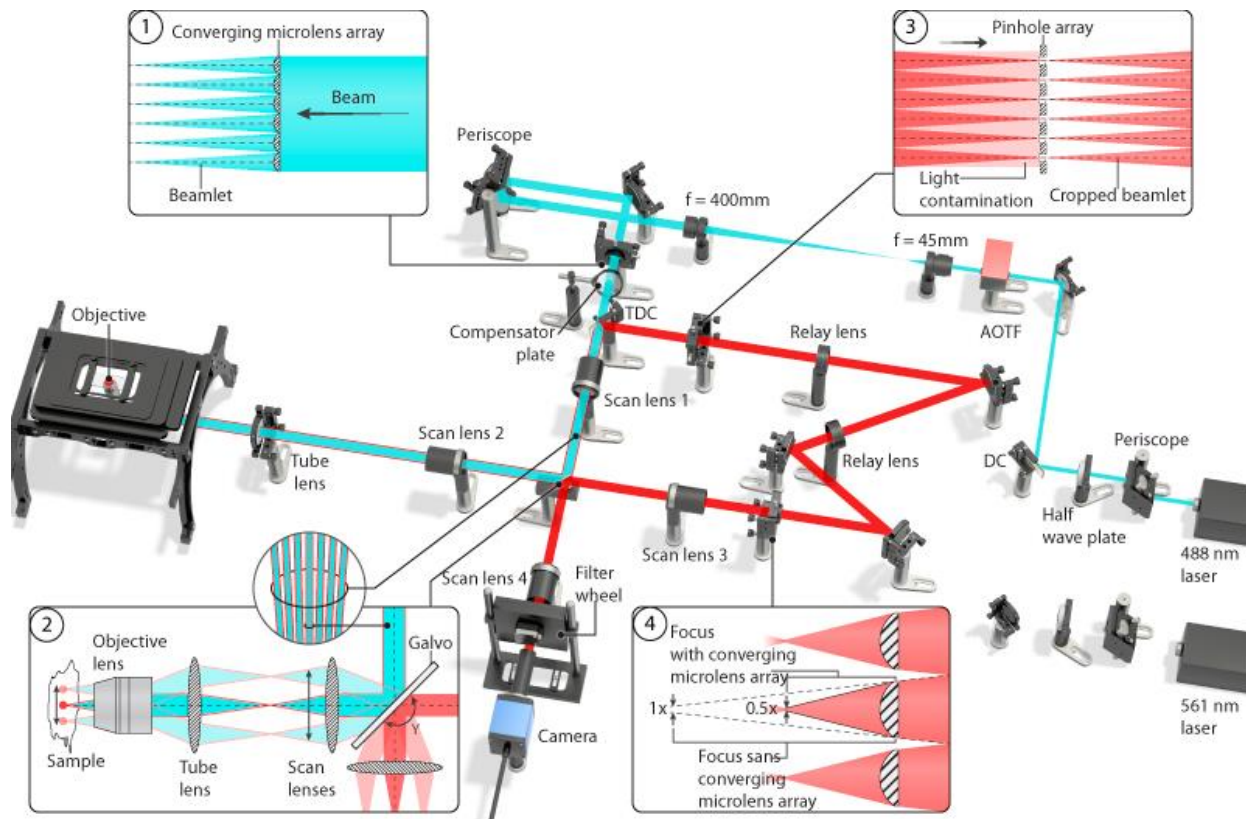 1
Converging microlens array
Beam
Beamlet
Periscope
f = 400mm
3
Pinhole array
Light
contamination
Cropped beamlet
f = 45mm
AOTF
Objective
Compensator
plate
TDC
Relay lens
Scan lens 1
Scan lens 2
Tube
lens
Relay lens
DC
Periscope
Half
wave plate
488 nm
laser
Scan lens 3
Scan lens 4
Filter
wheel
Camera
561 nm
laser
2
Objective
lens
Galvo
γ
Sample
Tube
lens
Scan
lenses
4
Focus
with converging
microlens array
1x
0.5x
Focus sans
converging
microlens array